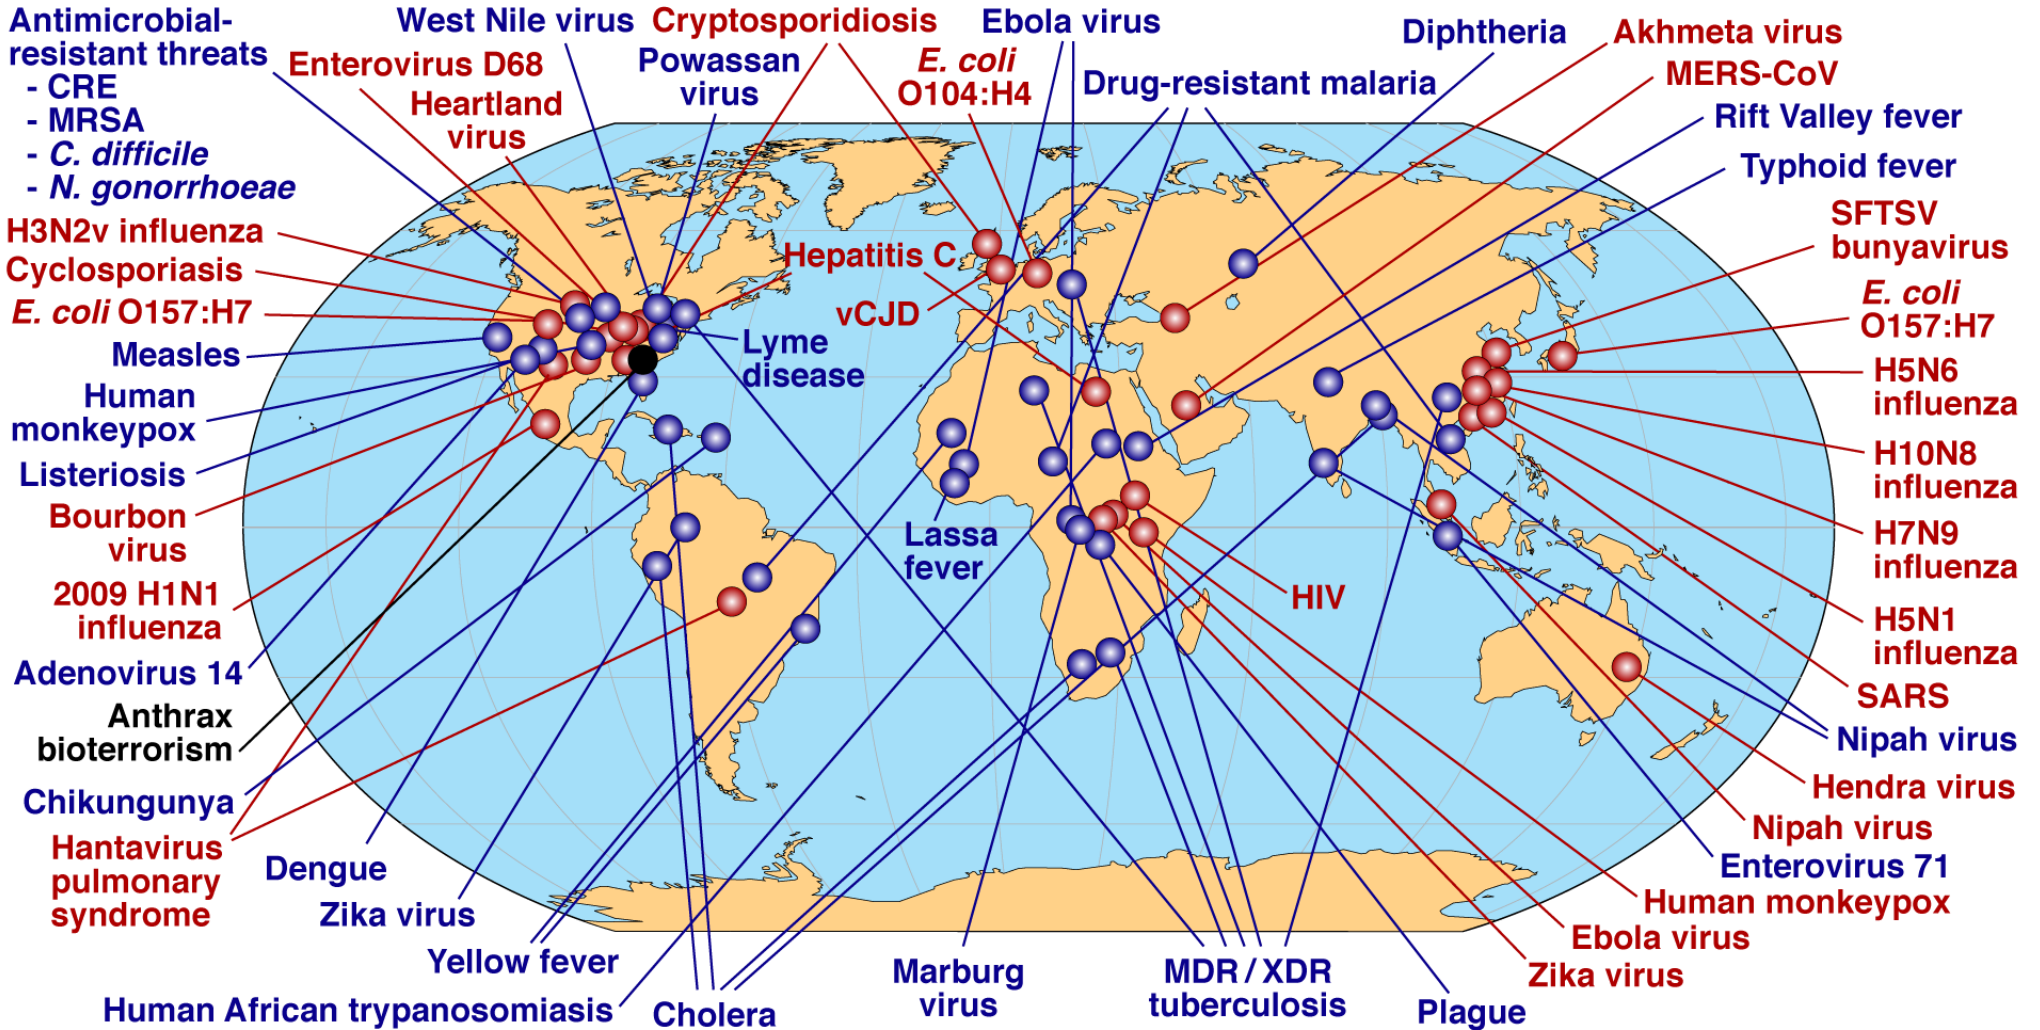 Antimicrobial-
resistant threats
- CRE
- MRSA
- C. difficile
- N. gonorrhoeae
West Nile virus
Cryptosporidiosis
Ebola virus
Diphtheria
Akhmeta virus
Enterovirus D68
Powassan
virus
E. coli
O104:H4
Drug-resistant malaria
MERS-CoV
Heartland
virus
Rift Valley fever
Typhoid fever
H3N2v influenza
Cyclosporiasis
E. coli O157:H7
Measles
Human
monkeypox
Listeriosis
Bourbon
virus
2009 H1N1
influenza
Adenovirus 14
Anthrax
bioterrorism
Chikungunya
Hantavirus
pulmonary
syndrome
Hepatitis C
vCJD
Lyme
disease
Lassa
fever
HIV
SFTSV
bunyavirus
E. coli
O157:H7
H5N6
influenza
H10N8
influenza
H7N9
influenza
H5N1
influenza
SARS
Nipah virus
Hendra virus
Nipah virus
Enterovirus 71
Human monkeypox
Ebola virus
Zika virus
Dengue
Zika virus
Yellow fever
Human African trypanosomiasis
Cholera
Marburg
virus
MDR / XDR
tuberculosis
Plague